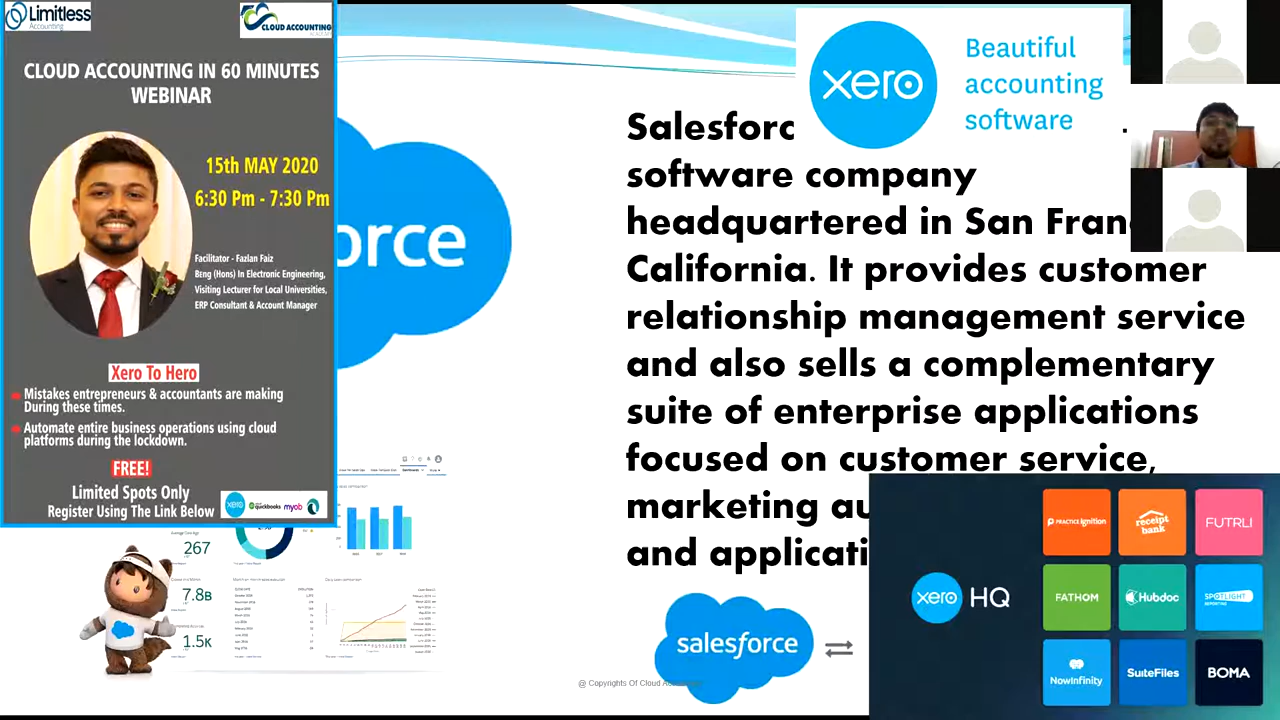 Limitless
Accounting
CLOUD ACCOUNTING
ACADEMY
CLOUD ACCOUNTING IN 60 MINUTES
WEBINAR
15th MAY 2020
6:30 Pm - 7:30 Pm
Facilitator - Fazlan Faiz
Beng (Hons) In Electronic Engineering,
Visiting Lecturer for Local Universities,
ERP Consultant & Account Manager
Xero To Hero
Mistakes entrepreneurs & accountants are making
During these times.
Automate entire business operations using cloud
platforms during the lockdown.
FREE!
Limited Spots Only
Register Using The Link Below
xero
quickbooks
myob
orce
267
7.8B
1.5K
xero
Beautiful
accounting
software
Salesforc
software company
headquartered in San Fran
California. It provides customer
relationship management service
and also sells a complementary
suite of enterprise applications
focused on customer service,
marketing au
and applicati
salesforce
@ Copyrights Of Cloud
xero HQ
PRACTICE Ignition
receipt
bank
FUTRLI
FATHOM
Hubdoc
SPOTLIGHT
REPORTING
NowInfinity
SuiteFiles
BOMA